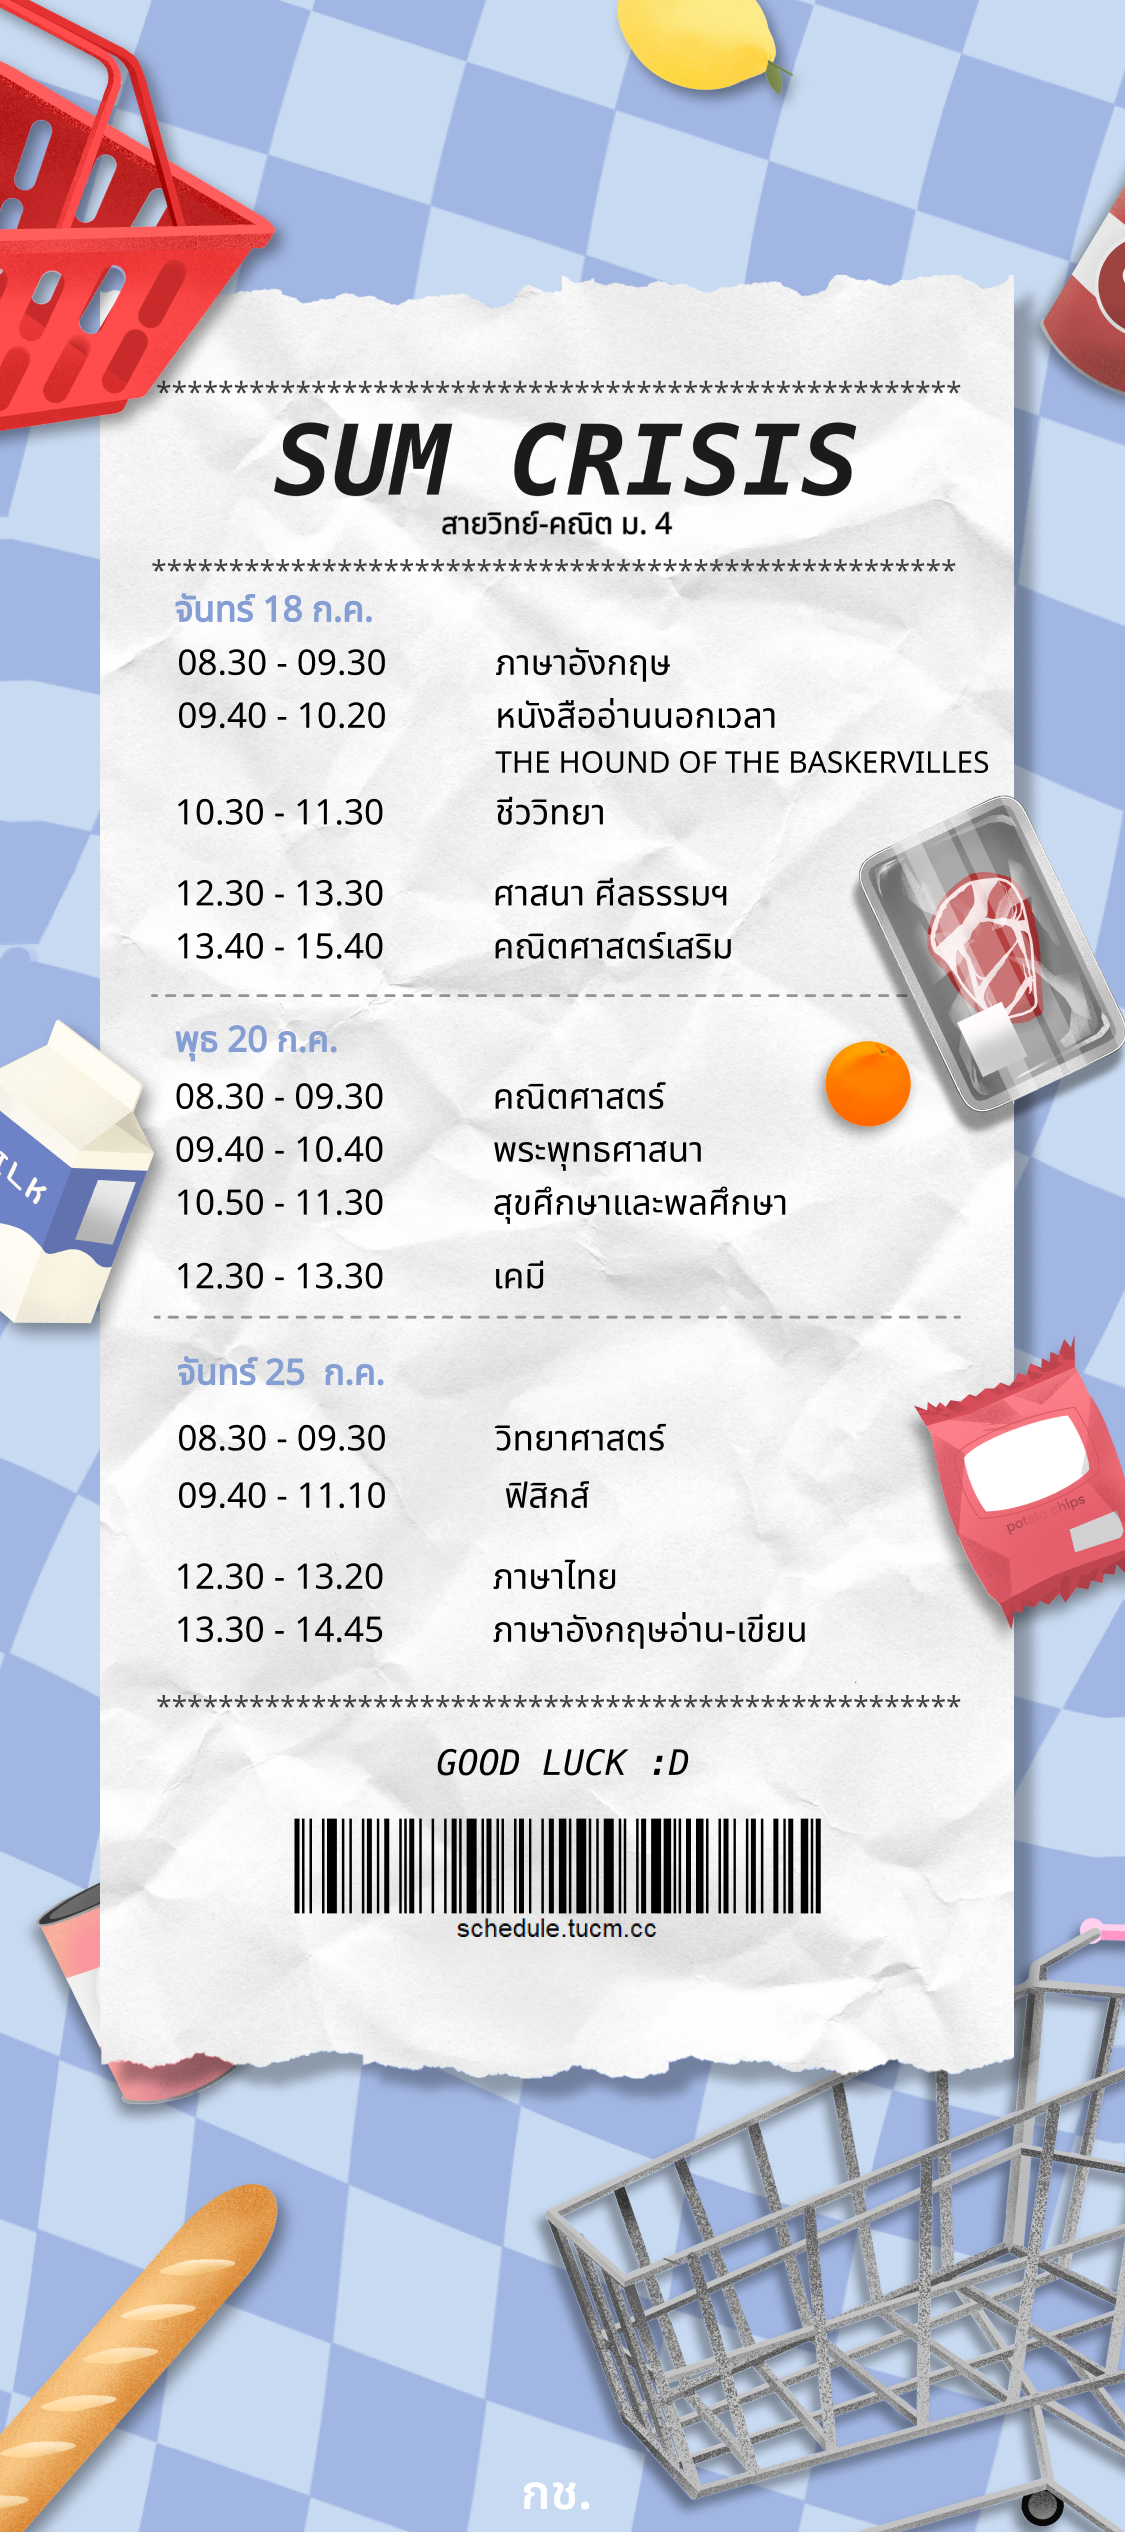 ****************************************************
SUM CRISIS
สายวิทย์-คณิต ม. 4
****************************************************
จันทร์ 18 ก.ค.
08.30 - 09.30 ภาษาอังกฤษ
09.40 - 10.20 หนังสืออ่านนอกเวลา
THE HOUND OF THE BASKERVILLES
10.30 - 11.30 ชีววิทยา
12.30 - 13.30 ศาสนา ศีลธรรมฯ
13.40 - 15.40 คณิตศาสตร์เสริม
พุธ 20 ก.ค.
08.30 - 09.30 คณิตศาสตร์
09.40 - 10.40 พระพุทธศาสนา
10.50 - 11.30 สุขศึกษาและพลศึกษา
12.30 - 13.30 เคมี
จันทร์ 25 ก.ค.
08.30 - 09.30 วิทยาศาสตร์
09.40 - 11.10 ฟิสิกส์
potato chips
12.30 - 13.20 ภาษาไทย
13.30 - 14.45 ภาษาอังกฤษอ่าน-เขียน
****************************************************
GOOD LUCK :D
schedule.tucm.cc
กช.